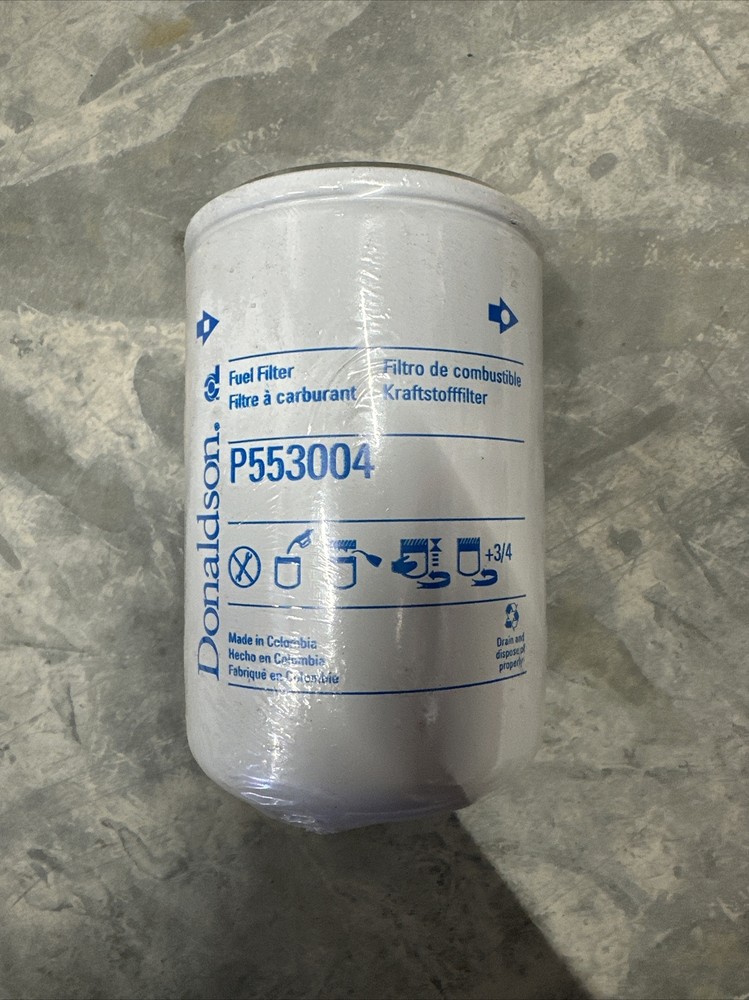 Donaldson.
Fuel Filter
Filtre à carburant
Filtro de combustible
Kraftstofffilter
P553004
+3/4
Made in Colombia
Hecho en Colombia
Fabriqué en Colombie
Drain and
dispose of
properly